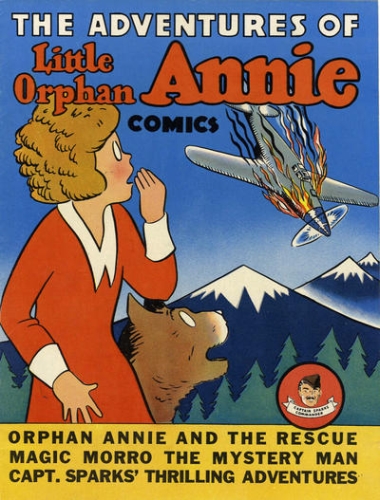 THE ADVENTURES OF
Little
Orphan Annie
COMICS
CAPTAIN SPARKS
COMMANDER
ORPHAN ANNIE AND THE RESCUE
MAGIC MORRO THE MYSTERY MAN
CAPT. SPARKS' THRILLING ADVENTURES